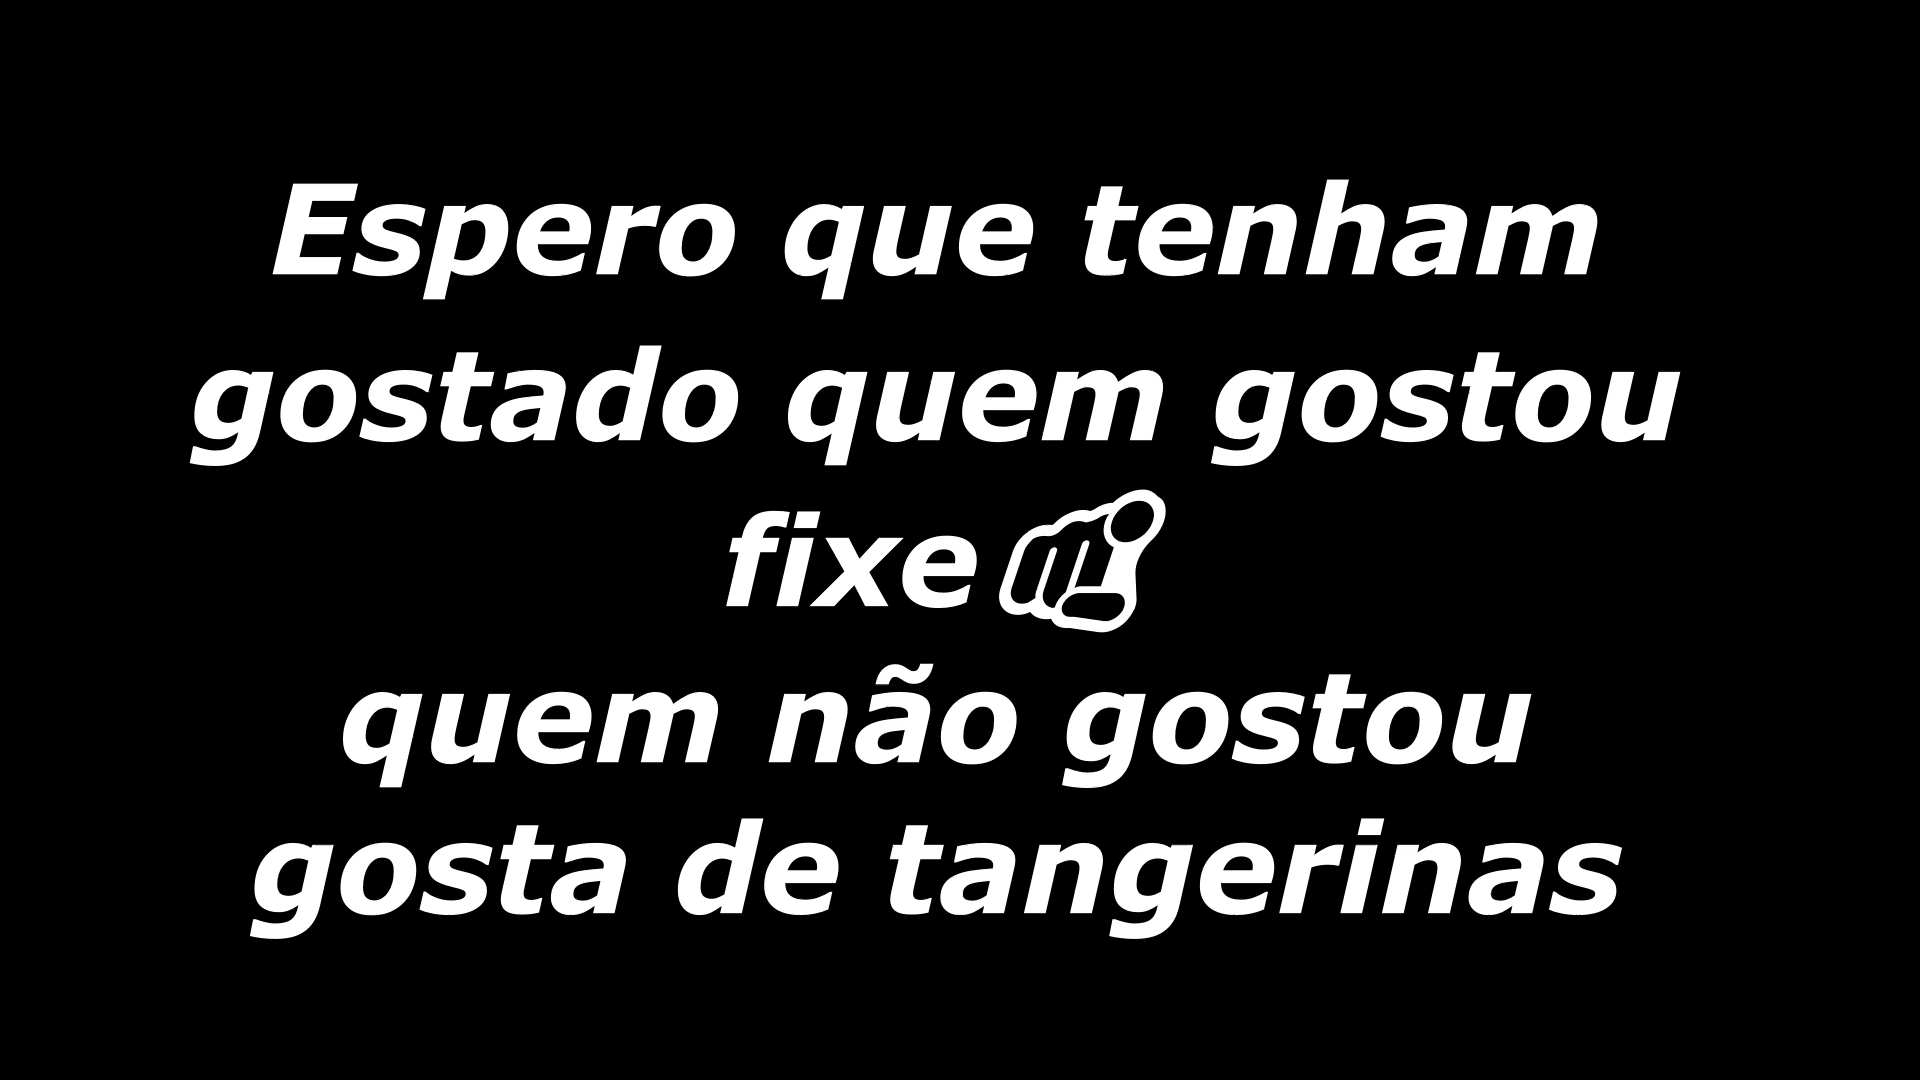 Espero que tenham
gostado quem gostou
fixe🫵
quem não gostou
gosta de tangerinas